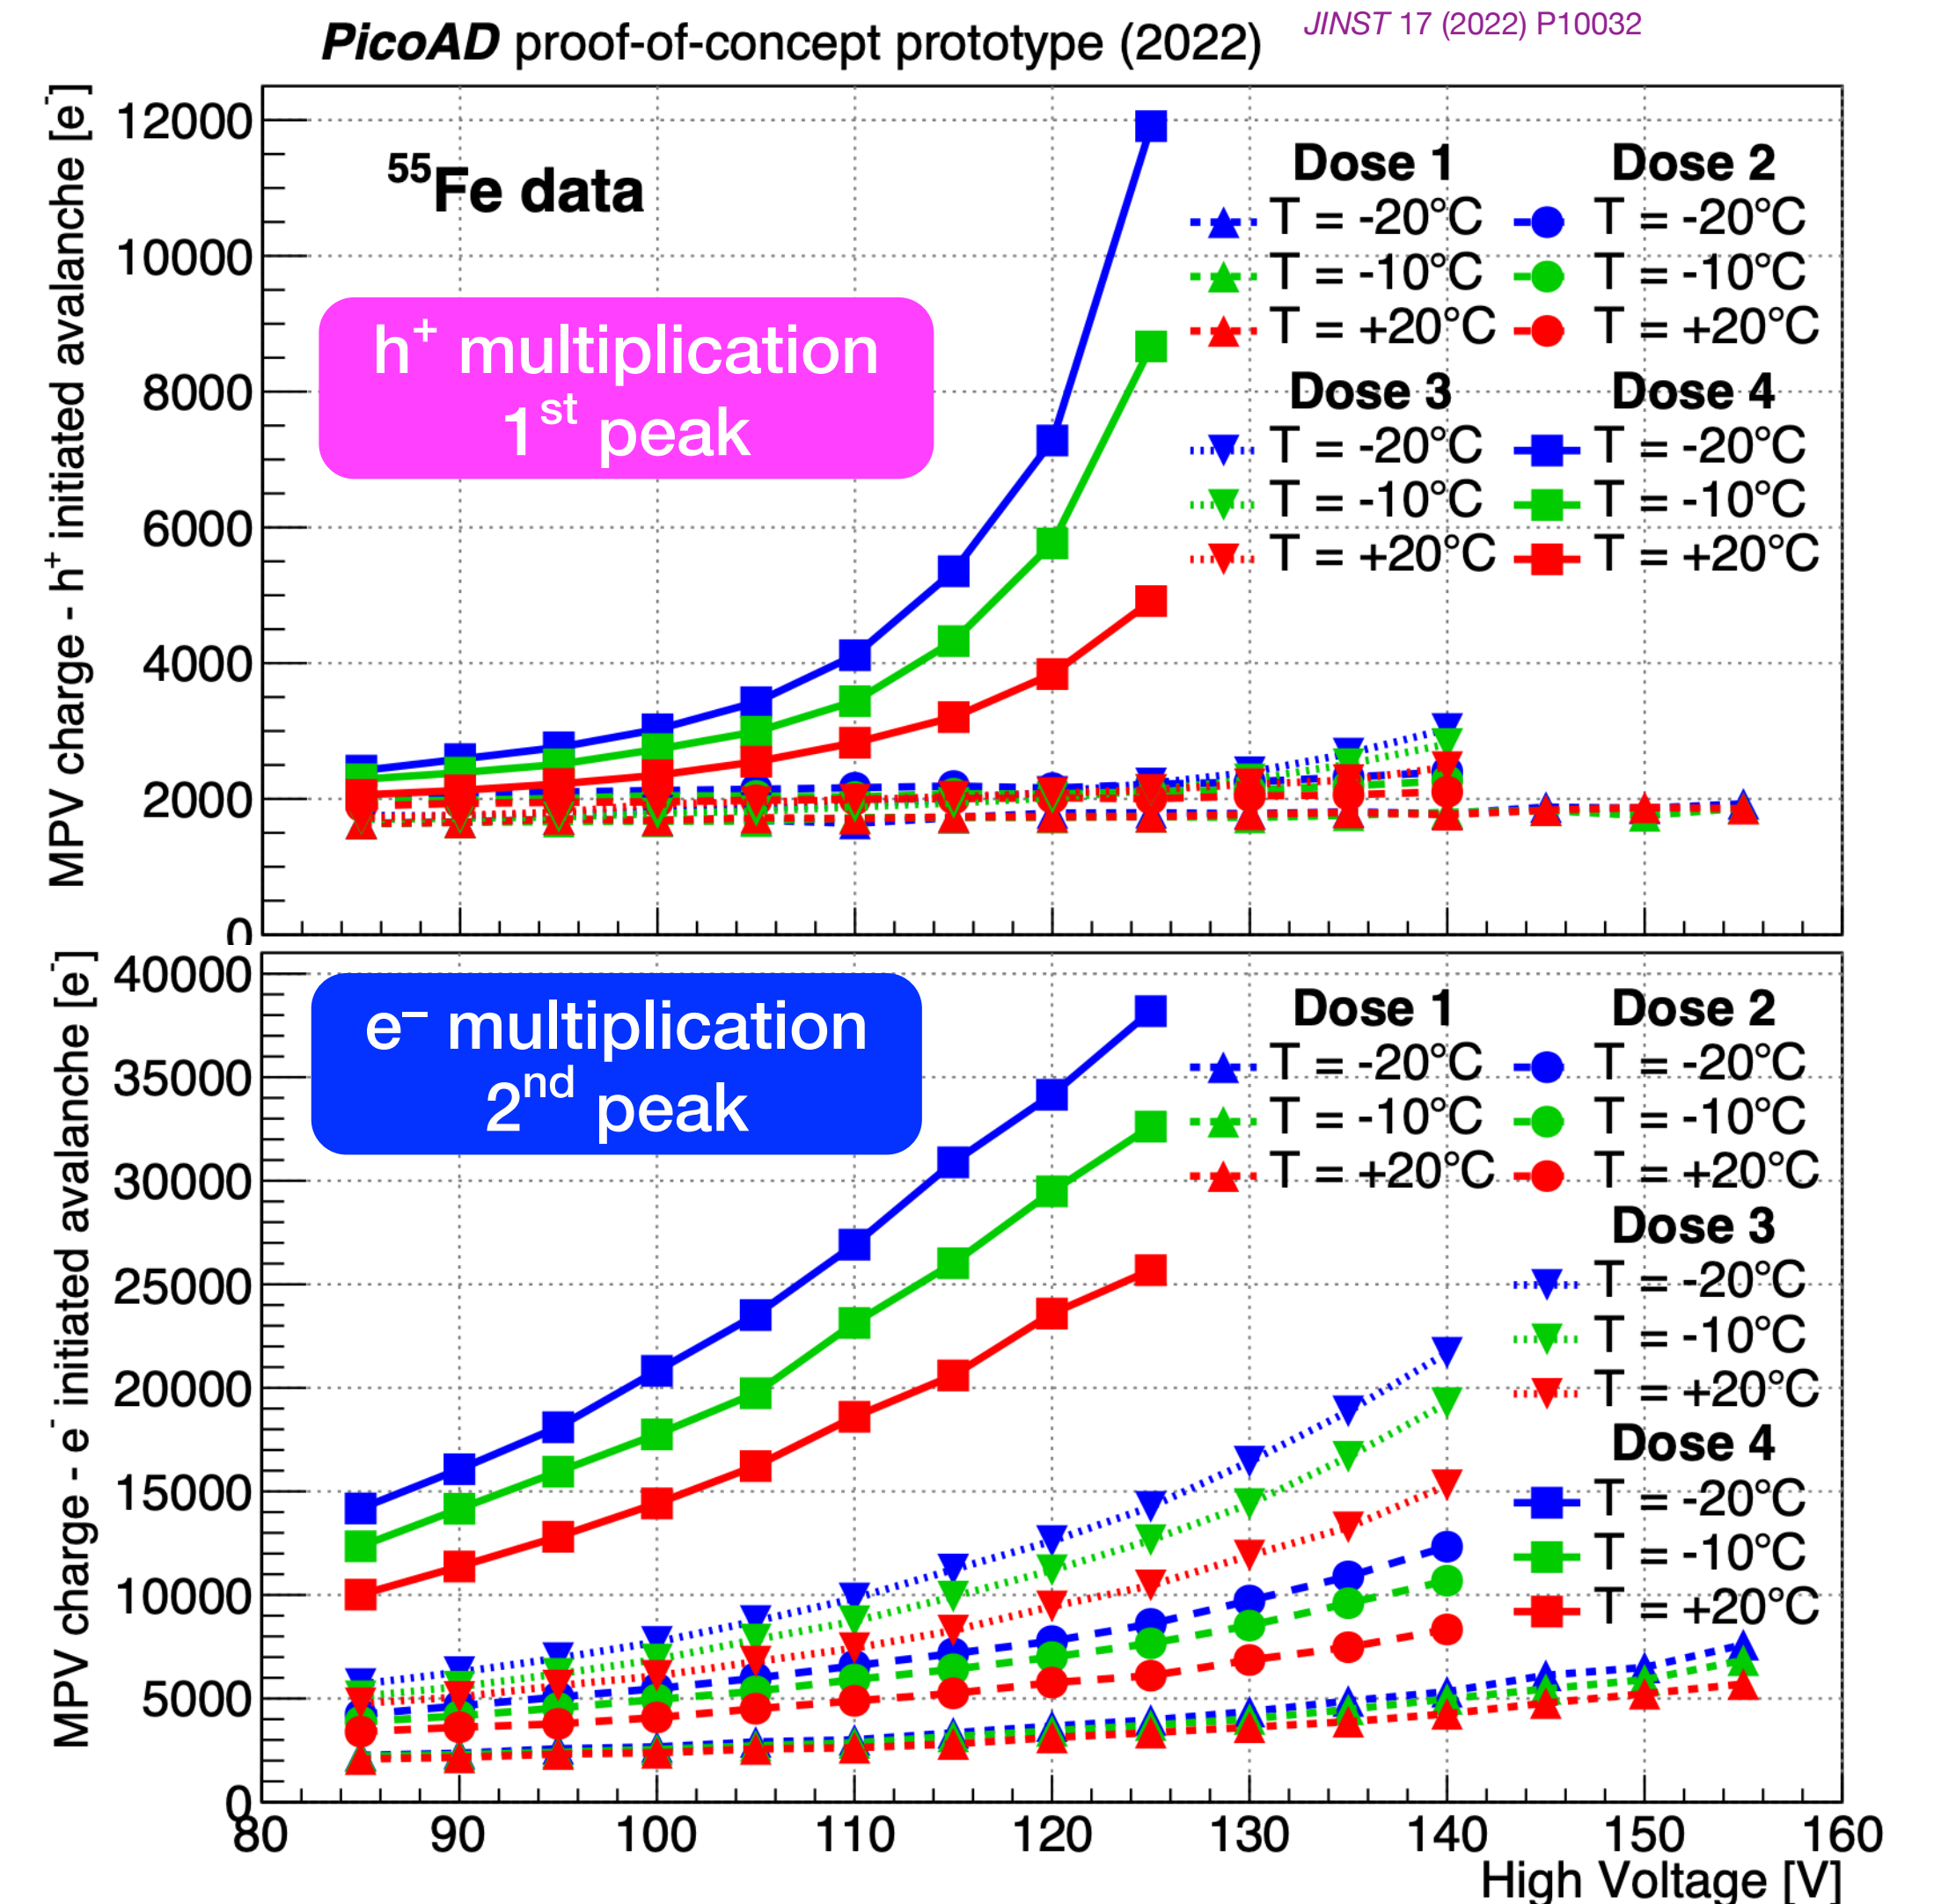 PicoAD proof-of-concept prototype (2022)
JINST 17 (2022) P10032
MPV charge - h⁺ initiated avalanche [e⁻]
12000
10000
8000
6000
4000
2000
0
⁵⁵Fe data
h⁺ multiplication
1ˢᵗ peak
Dose 1
T = -20°C
T = -10°C
T = +20°C
Dose 2
T = -20°C
T = -10°C
T = +20°C
Dose 3
T = -20°C
T = -10°C
T = +20°C
Dose 4
T = -20°C
T = -10°C
T = +20°C
MPV charge - e⁻ initiated avalanche [e⁻]
40000
35000
30000
25000
20000
15000
10000
5000
0
e⁻ multiplication
2ⁿᵈ peak
Dose 1
T = -20°C
T = -10°C
T = +20°C
Dose 2
T = -20°C
T = -10°C
T = +20°C
Dose 3
T = -20°C
T = -10°C
T = +20°C
Dose 4
T = -20°C
T = -10°C
T = +20°C
80 90 100 110 120 130 140 150 160
High Voltage [V]